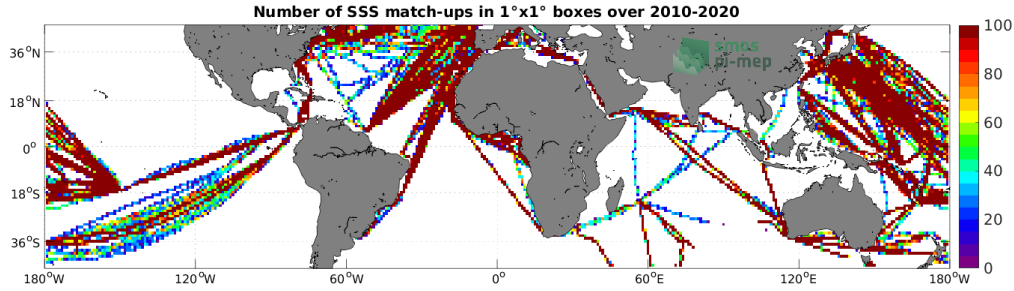 Number of SSS match-ups in 1°x1° boxes over 2010-2020
smos
pi-mep
36°N
18°N
0°
18°S
36°S
180°W
120°W
60°W
0°
60°E
120°E
180°W
100
80
60
40
20
0